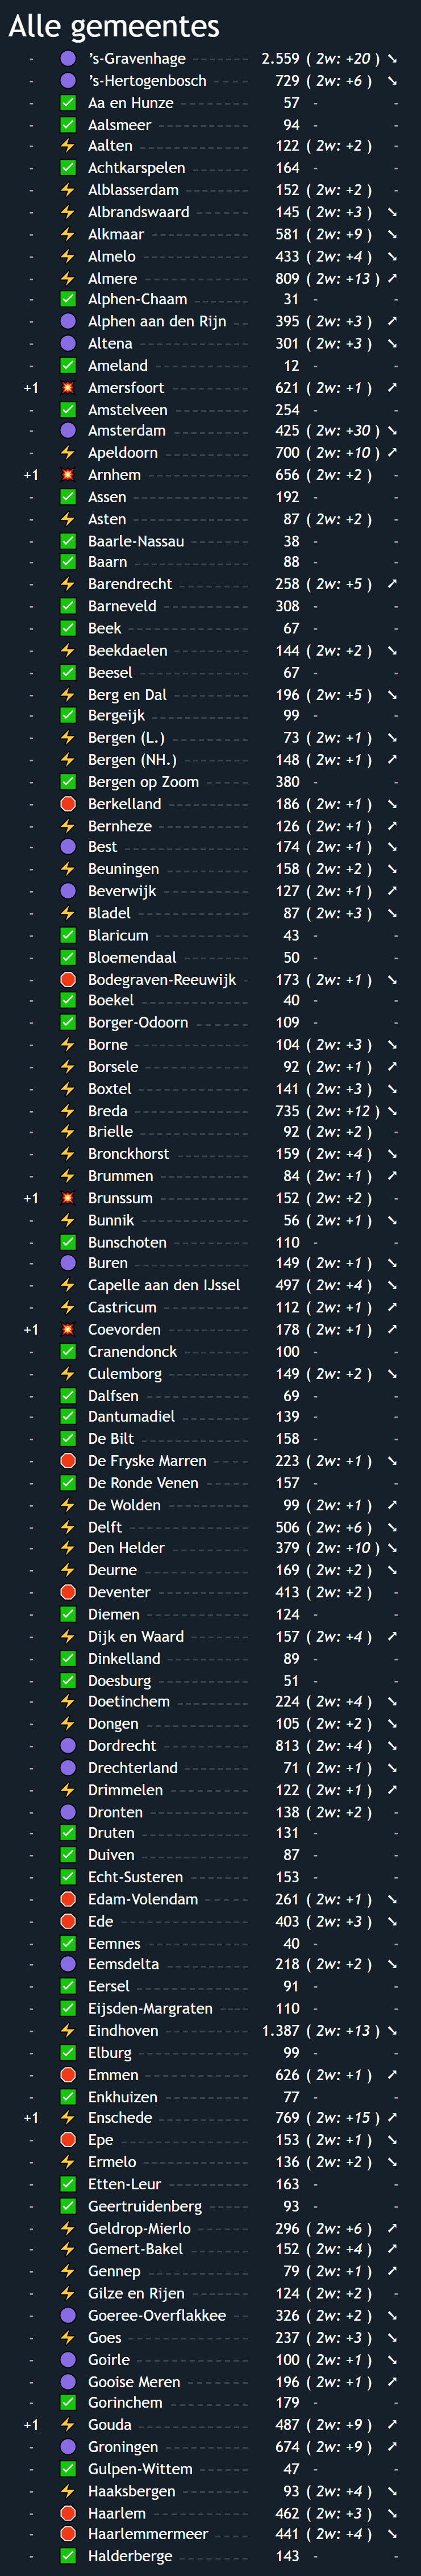 Alle gemeentes
- 's-Gravenhage 2.559 ( 2w: +20 ) ➘
- 's-Hertogenbosch 729 ( 2w: +6 ) ➘
- ✅ Aa en Hunze 57 - -
- ✅ Aalsmeer 94 - -
- ⚡ Aalten 122 ( 2w: +2 ) -
- ✅ Achtkarspelen 164 - -
- ⚡ Alblasserdam 152 ( 2w: +2 ) -
- ⚡ Albrandswaard 145 ( 2w: +3 ) ➘
- ⚡ Alkmaar 581 ( 2w: +9 ) ➘
- ⚡ Almelo 433 ( 2w: +4 ) ➘
- ⚡ Almere 809 ( 2w: +13 ) ➚
- ✅ Alphen-Chaam 31 - -
- Alphen aan den Rijn 395 ( 2w: +3 ) ➚
- Altena 301 ( 2w: +3 ) ➘
- ✅ Ameland 12 - -
+1 Amersfoort 621 ( 2w: +1 ) ➚
- ✅ Amstelveen 254 - -
- Amsterdam 425 ( 2w: +30 ) ➘
- ⚡ Apeldoorn 700 ( 2w: +10 ) ➚
+1 Arnhem 656 ( 2w: +2 ) -
- ✅ Assen 192 - -
- ⚡ Asten 87 ( 2w: +2 ) -
- ✅ Baarle-Nassau 38 - -
- ✅ Baarn 88 - -
- ⚡ Barendrecht 258 ( 2w: +5 ) ➚
- ✅ Barneveld 308 - -
- ✅ Beek 67 - -
- ⚡ Beekdaelen 144 ( 2w: +2 ) ➘
- ✅ Beesel 67 - -
- ⚡ Berg en Dal 196 ( 2w: +5 ) ➘
- ✅ Bergeijk 99 - -
- ⚡ Bergen (L.) 73 ( 2w: +1 ) ➘
- ⚡ Bergen (NH.) 148 ( 2w: +1 ) ➚
- ✅ Bergen op Zoom 380 - -
- Berkelland 186 ( 2w: +1 ) ➘
- ⚡ Bernheze 126 ( 2w: +1 ) ➚
- Best 174 ( 2w: +1 ) ➘
- ⚡ Beuningen 158 ( 2w: +2 ) ➘
- Beverwijk 127 ( 2w: +1 ) ➚
- ⚡ Bladel 87 ( 2w: +3 ) ➘
- ✅ Blaricum 43 - -
- ✅ Bloemendaal 50 - -
- Bodegraven-Reeuwijk 173 ( 2w: +1 ) ➘
- ✅ Boekel 40 - -
- ✅ Borger-Odoorn 109 - -
- ⚡ Borne 104 ( 2w: +3 ) ➘
- ⚡ Borsele 92 ( 2w: +1 ) ➚
- ⚡ Boxtel 141 ( 2w: +3 ) ➘
- ⚡ Breda 735 ( 2w: +12 ) ➘
- ⚡ Brielle 92 ( 2w: +2 ) -
- ⚡ Bronckhorst 159 ( 2w: +4 ) ➘
- ⚡ Brummen 84 ( 2w: +1 ) ➚
+1 Brunssum 152 ( 2w: +2 ) -
- ⚡ Bunnik 56 ( 2w: +1 ) ➘
- ✅ Bunschoten 110 - -
- Buren 149 ( 2w: +1 ) ➘
- ⚡ Capelle aan den IJssel 497 ( 2w: +4 ) ➘
- ⚡ Castricum 112 ( 2w: +1 ) ➚
+1 Coevorden 178 ( 2w: +1 ) ➚
- ✅ Cranendonck 100 - -
- ⚡ Culemborg 149 ( 2w: +2 ) ➘
- ✅ Dalfsen 69 - -
- ✅ Dantumadiel 139 - -
- ✅ De Bilt 158 - -
- De Fryske Marren 223 ( 2w: +1 ) ➘
- ✅ De Ronde Venen 157 - -
- ⚡ De Wolden 99 ( 2w: +1 ) ➚
- ⚡ Delft 506 ( 2w: +6 ) ➘
- ⚡ Den Helder 379 ( 2w: +10 ) ➘
- ⚡ Deurne 169 ( 2w: +2 ) ➘
- Deventer 413 ( 2w: +2 ) -
- ✅ Diemen 124 - -
- ⚡ Dijk en Waard 157 ( 2w: +4 ) ➚
- ✅ Dinkelland 89 - -
- ✅ Doesburg 51 - -
- ⚡ Doetinchem 224 ( 2w: +4 ) ➘
- ⚡ Dongen 105 ( 2w: +2 ) ➘
- Dordrecht 813 ( 2w: +4 ) ➘
- Drechterland 71 ( 2w: +1 ) ➘
- ⚡ Drimmelen 122 ( 2w: +1 ) ➚
- Dronten 138 ( 2w: +2 ) -
- ✅ Druten 131 - -
- ✅ Duiven 87 - -
- ✅ Echt-Susteren 153 - -
- Edam-Volendam 261 ( 2w: +1 ) ➘
- Ede 403 ( 2w: +3 ) ➘
- ✅ Eemnes 40 - -
- Eemsdelta 218 ( 2w: +2 ) ➘
- ✅ Eersel 91 - -
- ✅ Eijsden-Margraten 110 - -
- ⚡ Eindhoven 1.387 ( 2w: +13 ) ➘
- ✅ Elburg 99 - -
- Emmen 626 ( 2w: +1 ) ➚
- ✅ Enkhuizen 77 - -
+1 ⚡ Enschede 769 ( 2w: +15 ) ➚
- Epe 153 ( 2w: +1 ) ➘
- ⚡ Ermelo 136 ( 2w: +2 ) ➘
- ✅ Etten-Leur 163 - -
- ✅ Geertruidenberg 93 - -
- ⚡ Geldrop-Mierlo 296 ( 2w: +6 ) ➚
- ⚡ Gemert-Bakel 152 ( 2w: +4 ) ➚
- ⚡ Gennep 79 ( 2w: +1 ) ➚
- ⚡ Gilze en Rijen 124 ( 2w: +2 ) -
- Goeree-Overflakkee 326 ( 2w: +2 ) ➘
- ⚡ Goes 237 ( 2w: +3 ) ➘
- Goirle 100 ( 2w: +1 ) ➘
- Gooise Meren 196 ( 2w: +1 ) ➚
- ✅ Gorinchem 179 - -
+1 ⚡ Gouda 487 ( 2w: +9 ) ➚
- Groningen 674 ( 2w: +9 ) ➚
- ✅ Gulpen-Wittem 47 - -
- ⚡ Haaksbergen 93 ( 2w: +4 ) ➘
- Haarlem 462 ( 2w: +3 ) ➘
- Haarlemmermeer 441 ( 2w: +4 ) ➘
- ✅ Halderberge 143 - -